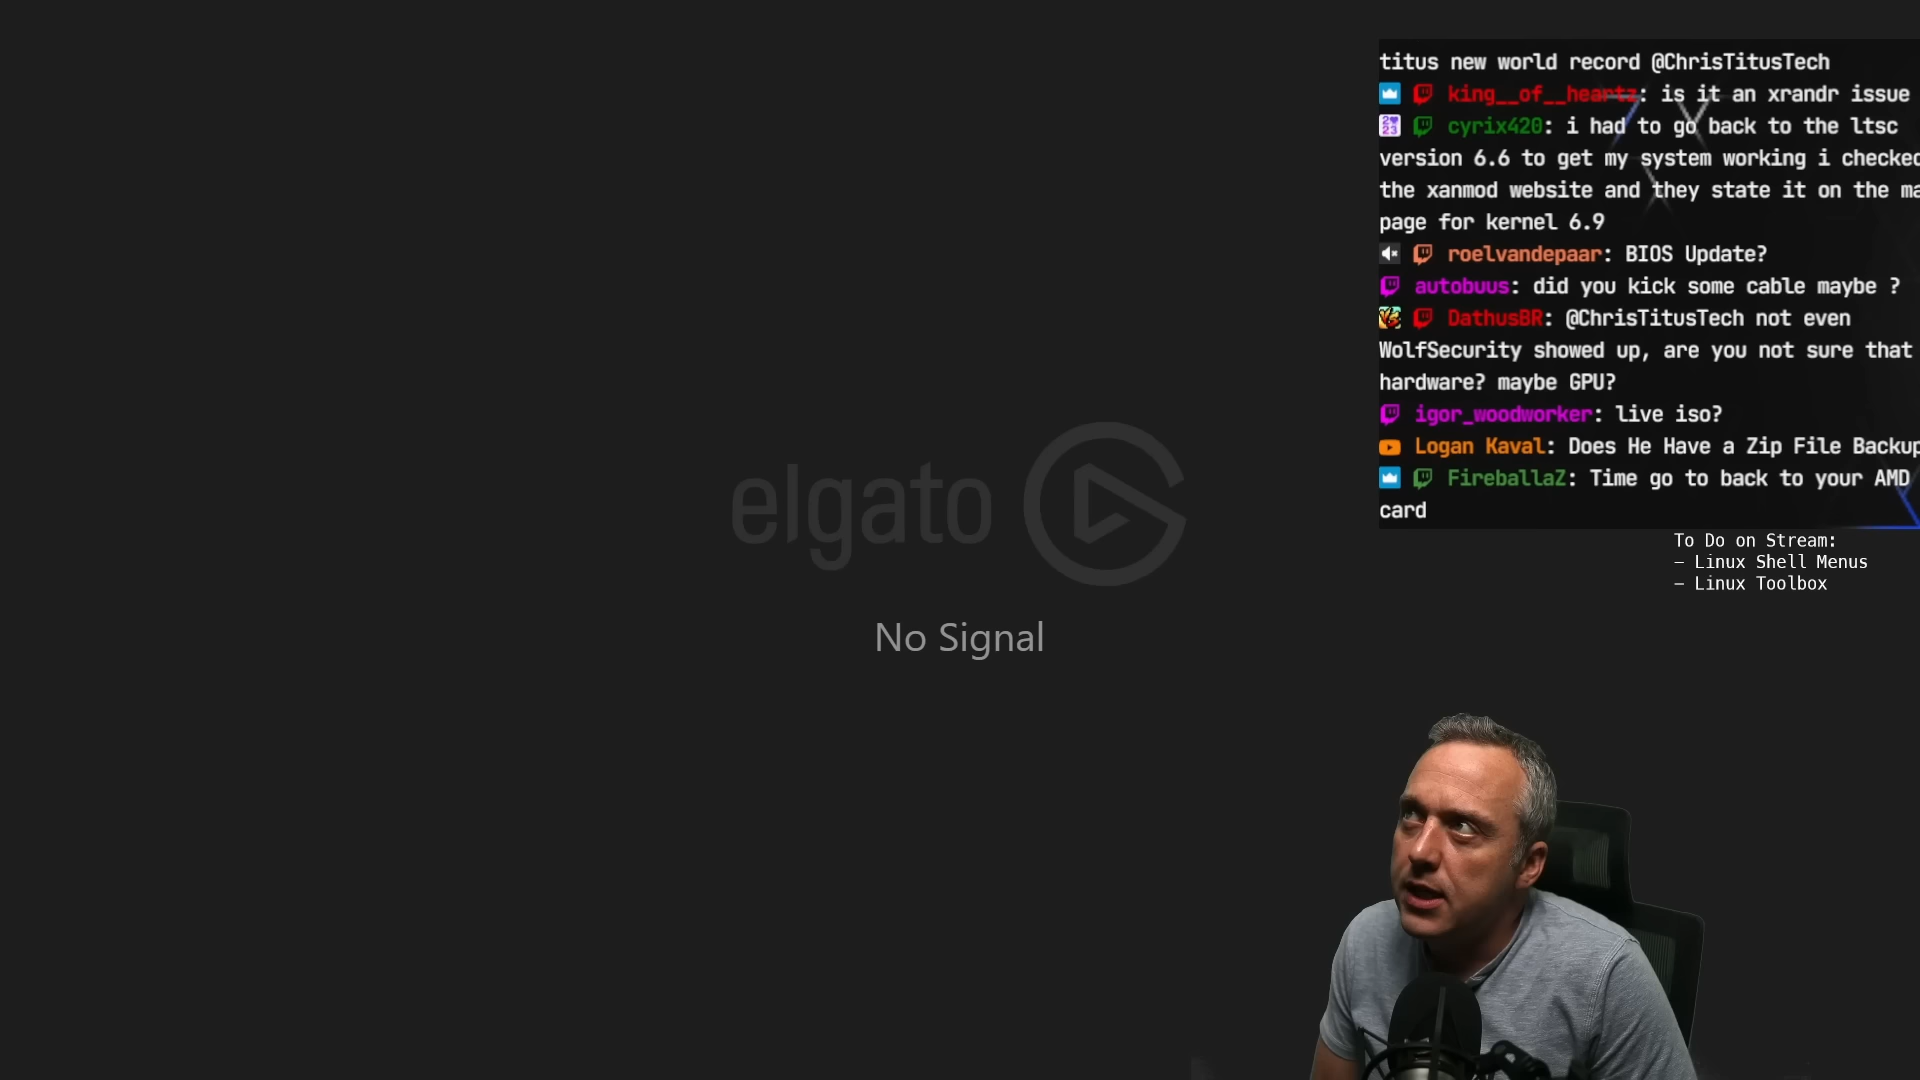 titus new world record @ChrisTitusTech
king__of__heartz: is it an xrandr issue
cyrix420: i had to go back to the ltsc
version 6.6 to get my system working i checked
the xanmod website and they state it on the ma
page for kernel 6.9
roelvandepaar: BIOS Update?
autobuus: did you kick some cable maybe ?
DathusBR: @ChrisTitusTech not even
WolfSecurity showed up, are you not sure that
hardware? maybe GPU?
igor_woodworker: live iso?
Logan Kaval: Does He Have a Zip File Backup
FireballaZ: Time go to back to your AMD
card
To Do on Stream:
- Linux Shell Menus
- Linux Toolbox
elgato
No Signal